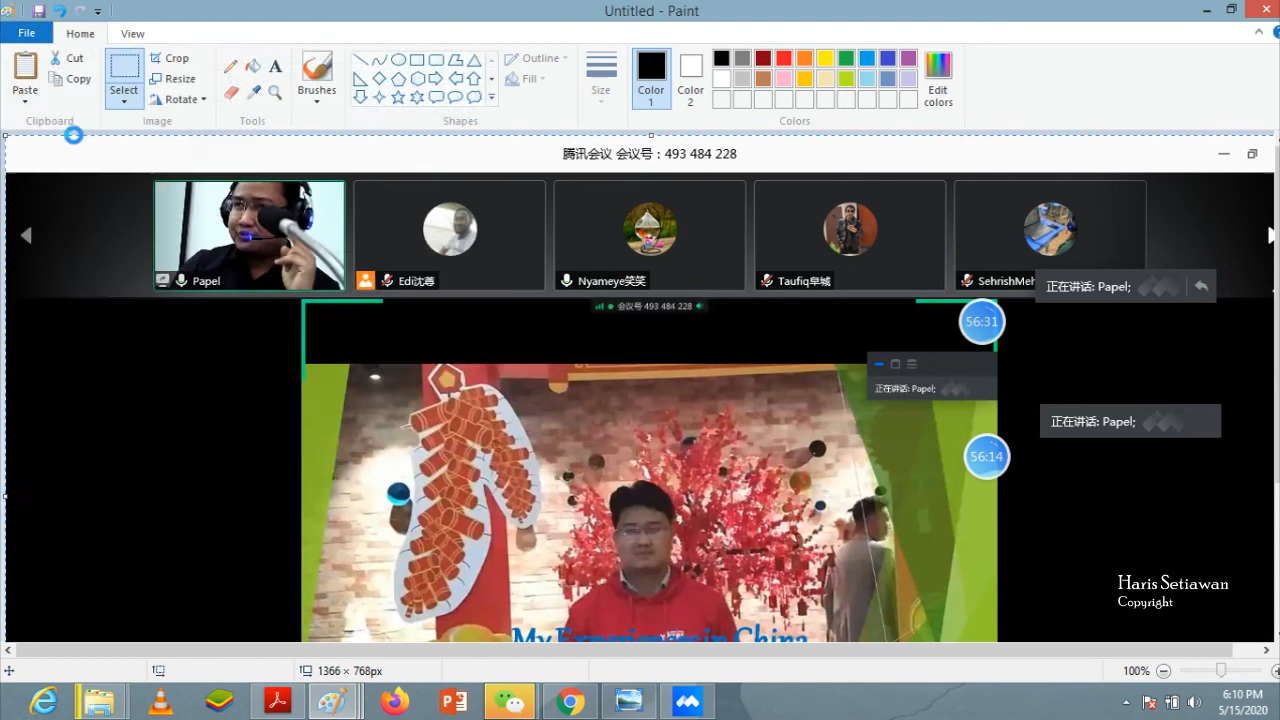 Untitled - Paint
File
Home
View
Paste
Cut
Copy
Clipboard
Select
Crop
Resize
Rotate
Image
A
Tools
Brushes
Outline
Fill
Shapes
Size
Color
1
Color
2
Edit
colors
Colors
腾讯会议 会议号：493 484 228
Papel
Edi沈蕁
Nyameye笑笑
Taufiq阜城
SehrishMeh
正在讲话: Papel;
会议号 493 484 228
56:31
正在讲话: Papel;
正在讲话: Papel;
56:14
My Experiences in China
Haris Setiawan
Copyright
1366 × 768px
100%
6:10 PM
5/15/2020